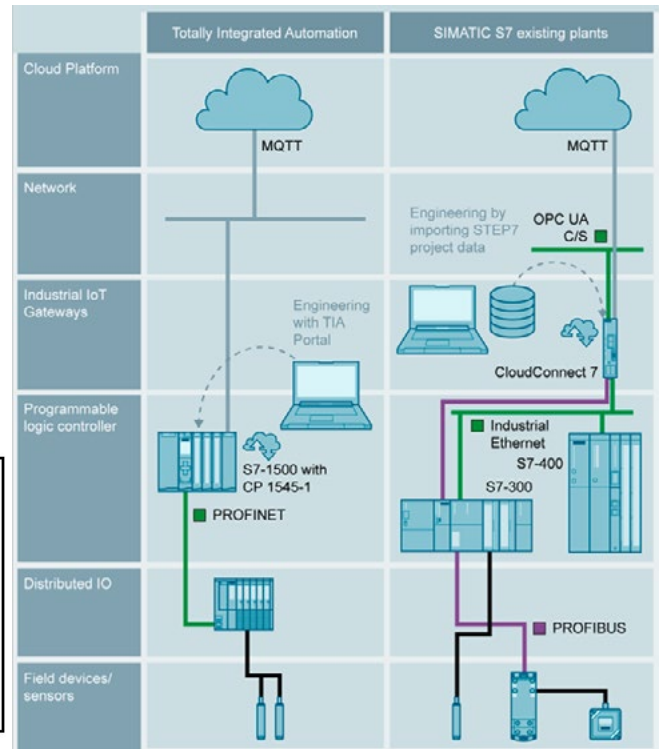 Totally Integrated Automation
SIMATIC S7 existing plants
Cloud Platform
MQTT
MQTT
Network
Engineering by
importing STEP7
project data
OPC UA
C/S
Industrial IoT
Gateways
Engineering
with TIA
Portal
CloudConnect 7
Programmable
logic controller
S7-1500 with
CP 1545-1
PROFINET
Industrial
Ethernet
S7-400
S7-300
Distributed IO
PROFIBUS
Field devices/
sensors